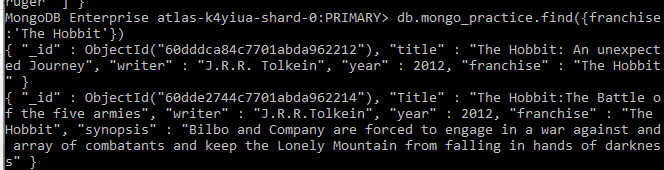 ruger" ] }
MongoDB Enterprise atlas-k4yiua-shard-0:PRIMARY> db.mongo_practice.find({franchise
:'The Hobbit'})
{ "_id" : ObjectId("60dddca84c7701abda962212"), "title" : "The Hobbit: An unexpect
ed Journey", "writer" : "J.R.R. Tolkein", "year" : 2012, "franchise" : "The Hobbit
" }
{ "_id" : ObjectId("60dde2744c7701abda962214"), "Title" : "The Hobbit:The Battle o
f the five armies", "writer" : "J.R.R.Tolkein", "year" : 2012, "franchise" : "The
Hobbit", "synopsis" : "Bilbo and Company are forced to engage in a war against and
 array of combatants and keep the Lonely Mountain from falling in hands of darknes
s" }